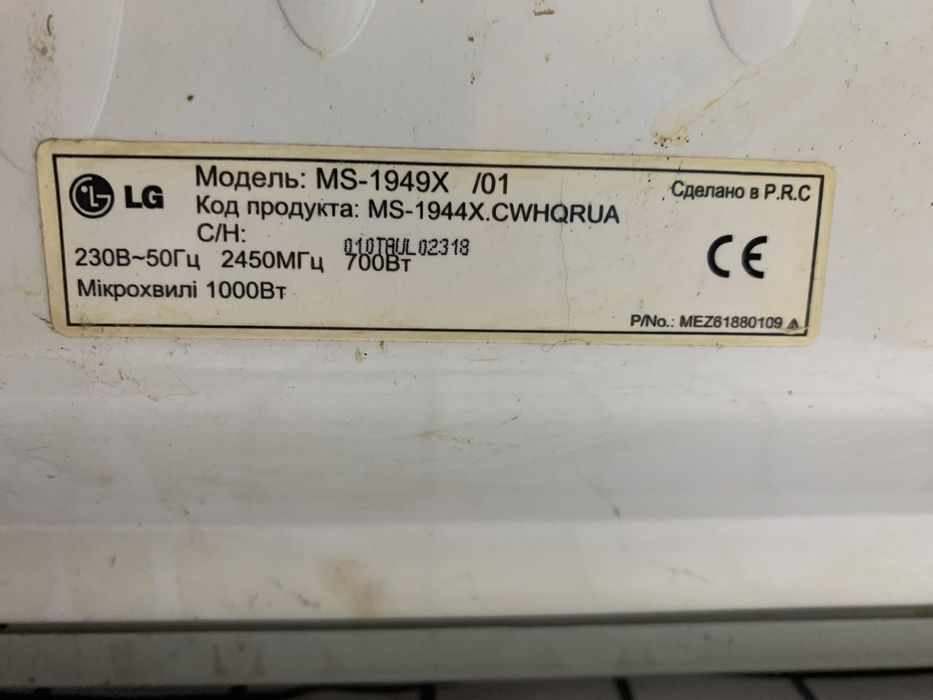 LG
Модель: MS-1949X /01
Сделано в P.R.C
Код продукта: MS-1944X.CWHQRUA
С/Н:
010TAUL02318
230В~50Гц 2450МГц 700Вт
CE
Мікрохвилі 1000Вт
P/No.: MEZ61880109